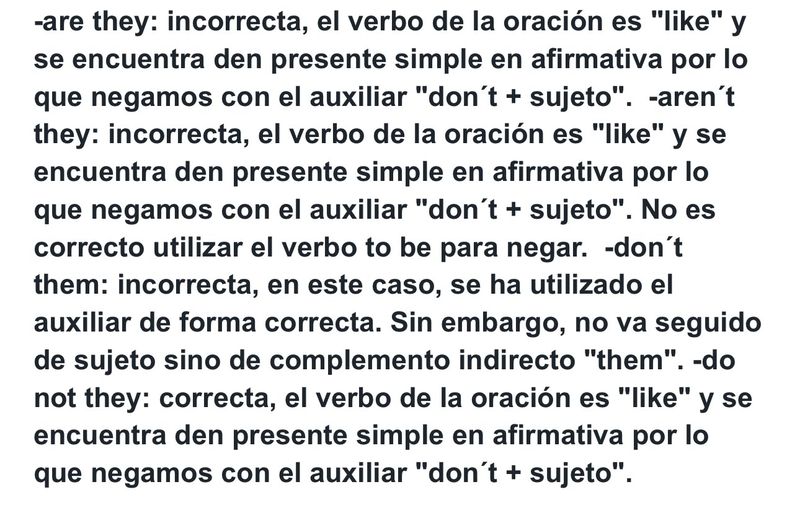 -are they: incorrecta, el verbo de la oración es "like" y
se encuentra den presente simple en afirmativa por lo
que negamos con el auxiliar "don´t + sujeto".  -aren´t
they: incorrecta, el verbo de la oración es "like" y se
encuentra den presente simple en afirmativa por lo
que negamos con el auxiliar "don´t + sujeto". No es
correcto utilizar el verbo to be para negar.  -don´t
them: incorrecta, en este caso, se ha utilizado el
auxiliar de forma correcta. Sin embargo, no va seguido
de sujeto sino de complemento indirecto "them". -do
not they: correcta, el verbo de la oración es "like" y se
encuentra den presente simple en afirmativa por lo
que negamos con el auxiliar "don´t + sujeto".